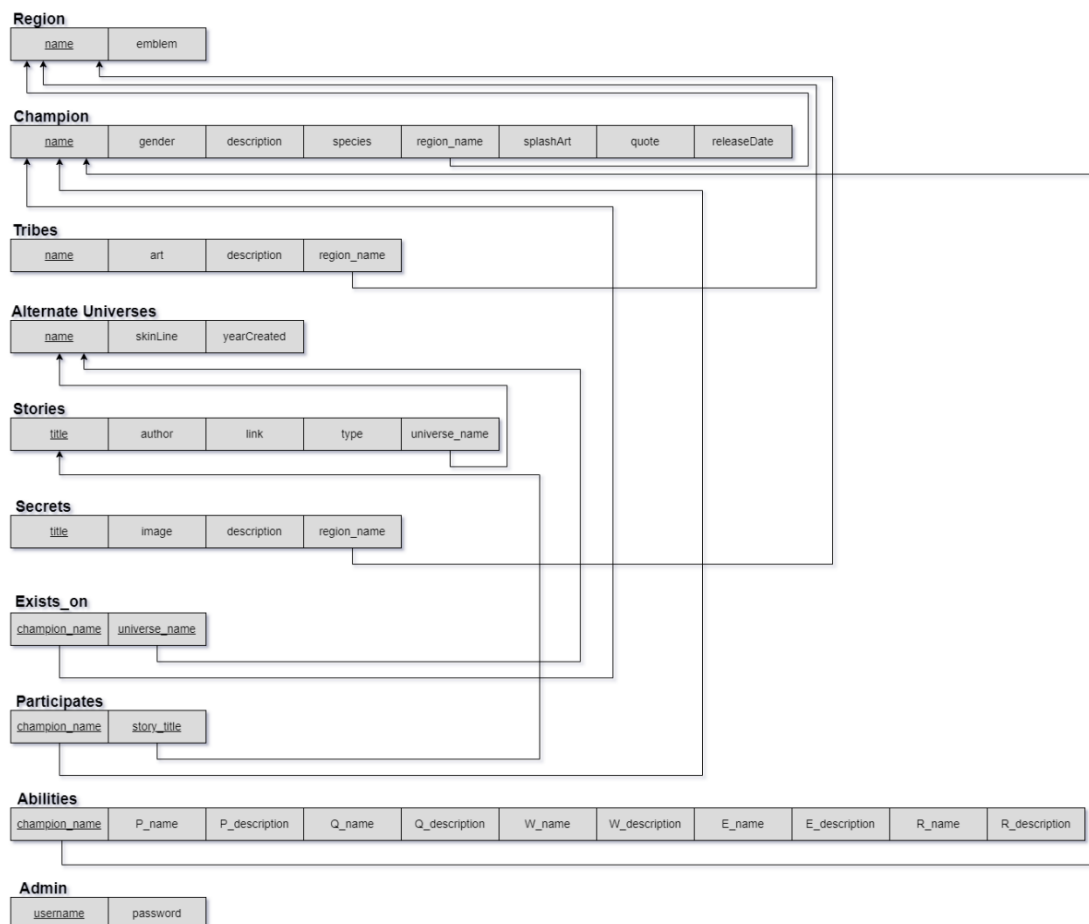 Region
name emblem
Champion
name gender description species region_name splashArt quote releaseDate
Tribes
name art description region_name
Alternate Universes
name skinLine yearCreated
Stories
title author link type universe_name
Secrets
title image description region_name
Exists_on
champion_name universe_name
Participates
champion_name story_title
Abilities
champion_name P_name P_description Q_name Q_description W_name W_description E_name E_description R_name R_description
Admin
username password